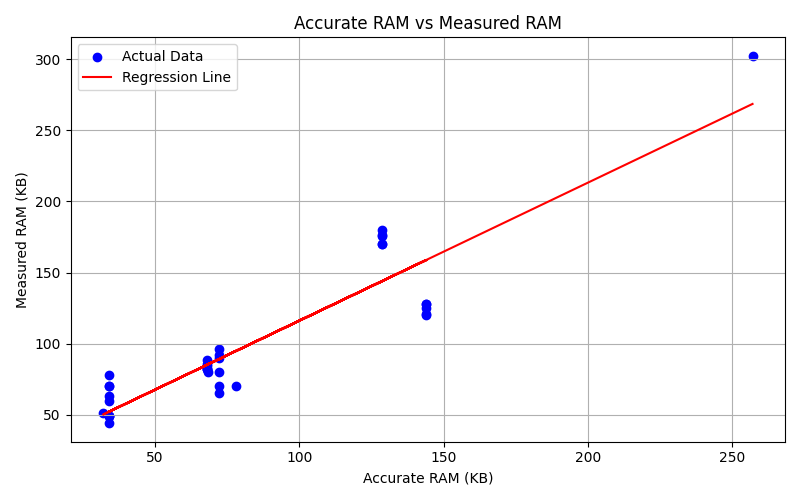 Accurate RAM vs Measured RAM
Actual Data
Regression Line
300
250
200
150
100
50
Measured RAM (KB)
50 100 150 200 250
Accurate RAM (KB)